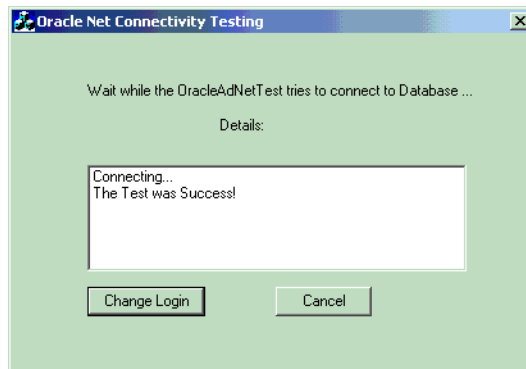 Oracle Net Connectivity Testing
Wait while the OracleAdNetTest tries to connect to Database ...
Details:
Connecting...
The Test was Success!
Change Login
Cancel